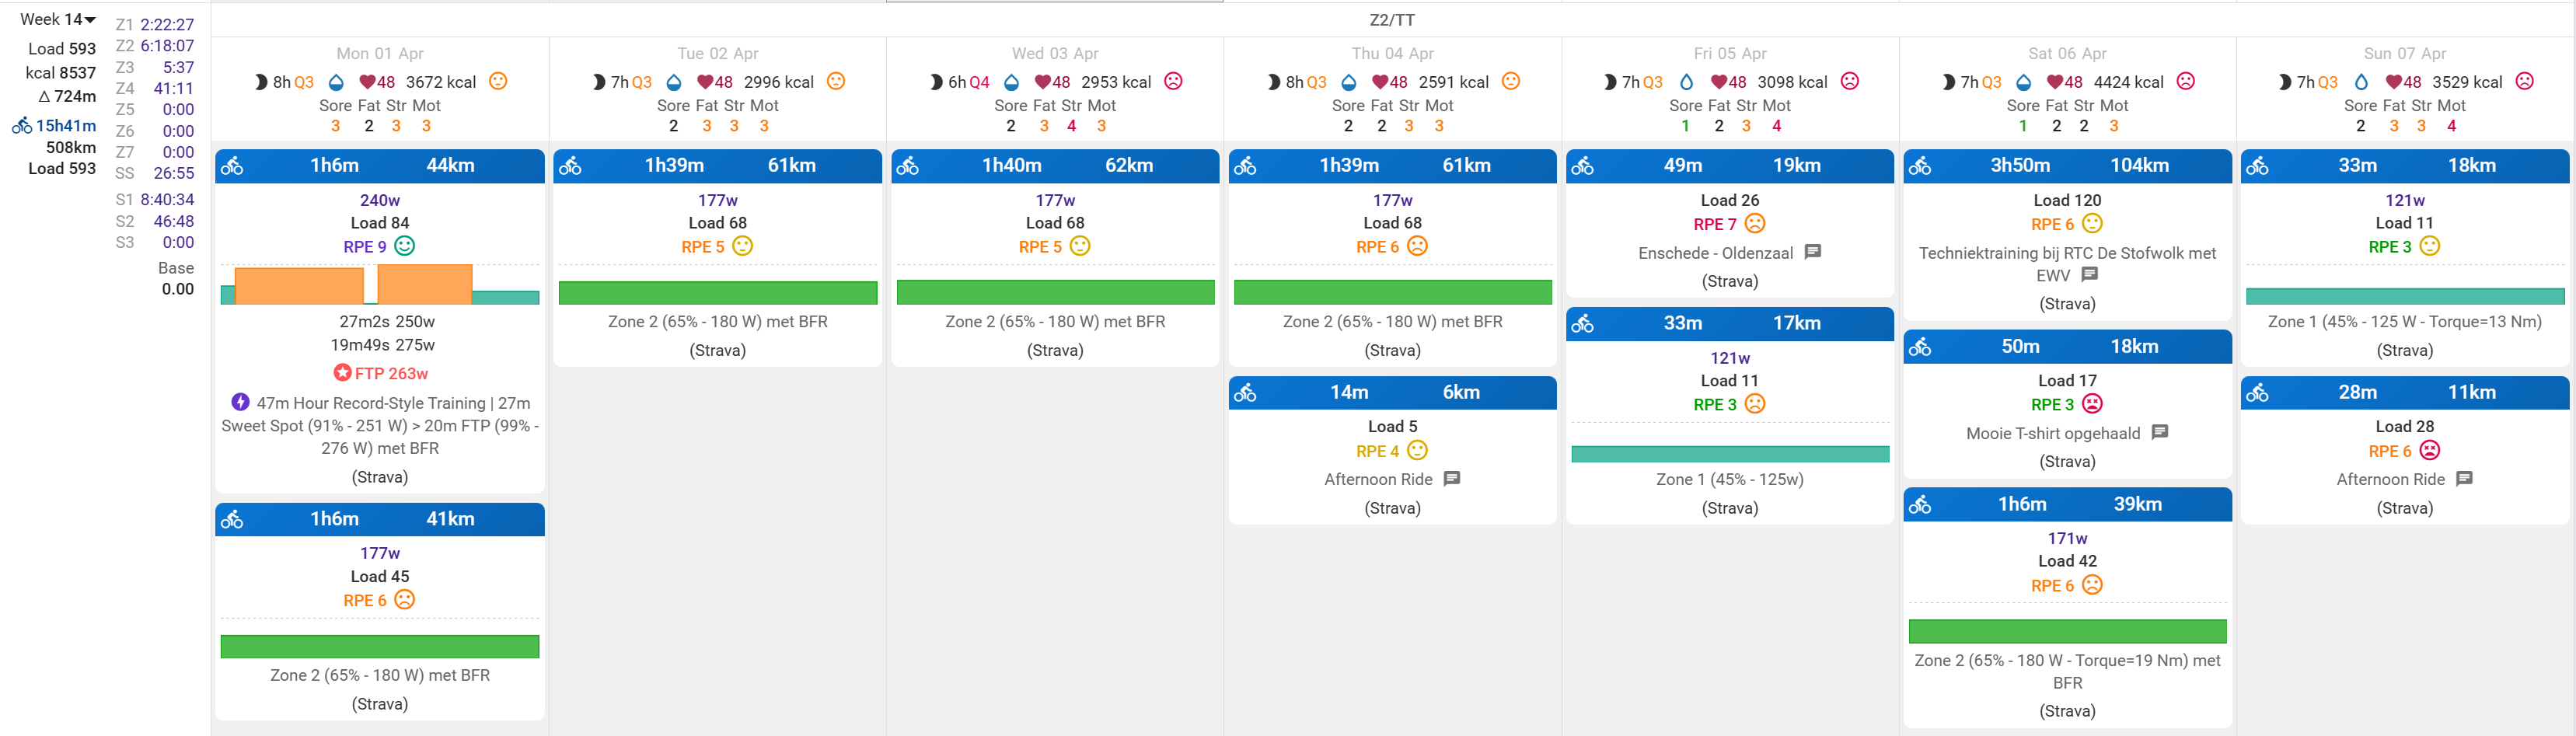 Week 14
Load 593
kcal 8537
Δ 724m
15h41m
508km
Load 593
Z1 2:22:27
Z2 6:18:07
Z3 5:37
Z4 41:11
Z5 0:00
Z6 0:00
Z7 0:00
SS 26:55
S1 8:40:34
S2 46:48
S3 0:00
Base
0.00
Z2/TT
Mon 01 Apr
8h Q3 48 3672 kcal
Sore Fat Str Mot
3 2 3 3
1h6m 44km
240w
Load 84
RPE 9
27m2s 250w
19m49s 275w
FTP 263w
47m Hour Record-Style Training | 27m
Sweet Spot (91% - 251 W) > 20m FTP (99% -
276 W) met BFR
(Strava)
1h6m 41km
177w
Load 45
RPE 6
Zone 2 (65% - 180 W) met BFR
(Strava)
Tue 02 Apr
7h Q3 48 2996 kcal
Sore Fat Str Mot
2 3 3 3
1h39m 61km
177w
Load 68
RPE 5
Zone 2 (65% - 180 W) met BFR
(Strava)
Wed 03 Apr
6h Q4 48 2953 kcal
Sore Fat Str Mot
2 3 4 3
1h40m 62km
177w
Load 68
RPE 5
Zone 2 (65% - 180 W) met BFR
(Strava)
Thu 04 Apr
8h Q3 48 2591 kcal
Sore Fat Str Mot
2 2 3 3
1h39m 61km
177w
Load 68
RPE 6
Zone 2 (65% - 180 W) met BFR
(Strava)
14m 6km
Load 5
RPE 4
Afternoon Ride
(Strava)
Fri 05 Apr
7h Q3 48 3098 kcal
Sore Fat Str Mot
1 2 3 4
49m 19km
Load 26
RPE 7
Enschede - Oldenzaal
(Strava)
33m 17km
121w
Load 11
RPE 3
Zone 1 (45% - 125w)
(Strava)
Sat 06 Apr
7h Q3 48 4424 kcal
Sore Fat Str Mot
1 2 2 3
3h50m 104km
Load 120
RPE 6
Techniektraining bij RTC De Stofwolk met
EWV
(Strava)
50m 18km
Load 17
RPE 3
Mooie T-shirt opgehaald
(Strava)
1h6m 39km
171w
Load 42
RPE 6
Zone 2 (65% - 180 W - Torque=19 Nm) met
BFR
(Strava)
Sun 07 Apr
7h Q3 48 3529 kcal
Sore Fat Str Mot
2 3 3 4
33m 18km
121w
Load 11
RPE 3
Zone 1 (45% - 125 W - Torque=13 Nm)
(Strava)
28m 11km
Load 28
RPE 6
Afternoon Ride
(Strava)